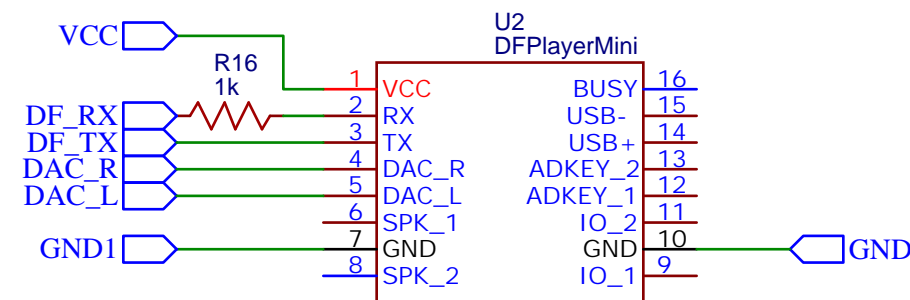 U2
DFPlayerMini
VCC
R16
1k
1 VCC BUSY 16
DF_RX 2 RX USB- 15
DF_TX 3 TX USB+ 14
DAC_R 4 DAC_R ADKEY_2 13
DAC_L 5 DAC_L ADKEY_1 12
6 SPK_1 IO_2 11
GND1 7 GND GND 10 GND
8 SPK_2 IO_1 9